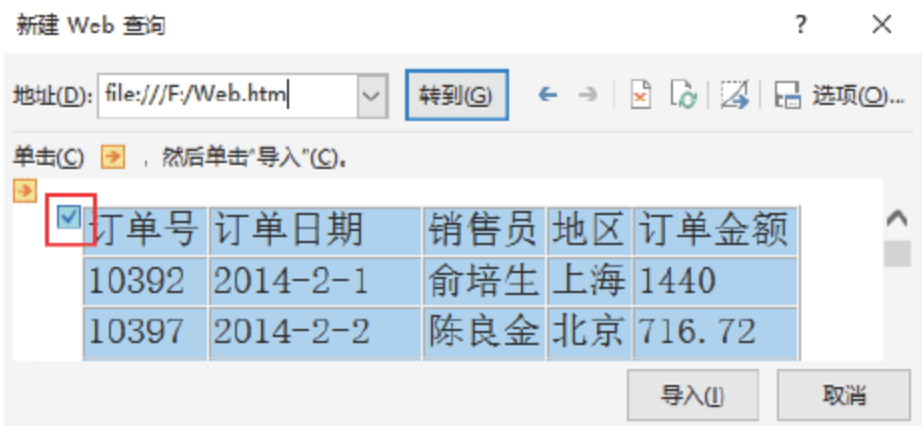 新建 Web 查询 ?
地址(D): file:///F:/Web.htm 转到(G) 选项(O)...
单击(C) ，然后单击“导入”(C)。
订单号 订单日期 销售员 地区 订单金额
10392 2014-2-1 俞培生 上海 1440
10397 2014-2-2 陈良金 北京 716.72
导入(I) 取消